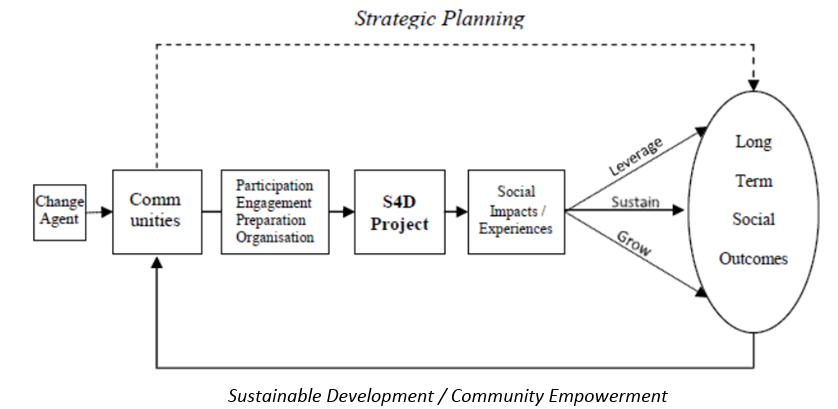 Strategic Planning
Change
Agent
Comm
unities
Participation
Engagement
Preparation
Organisation
S4D
Project
Social
Impacts /
Experiences
Leverage
Sustain
Grow
Long
Term
Social
Outcomes
Sustainable Development / Community Empowerment